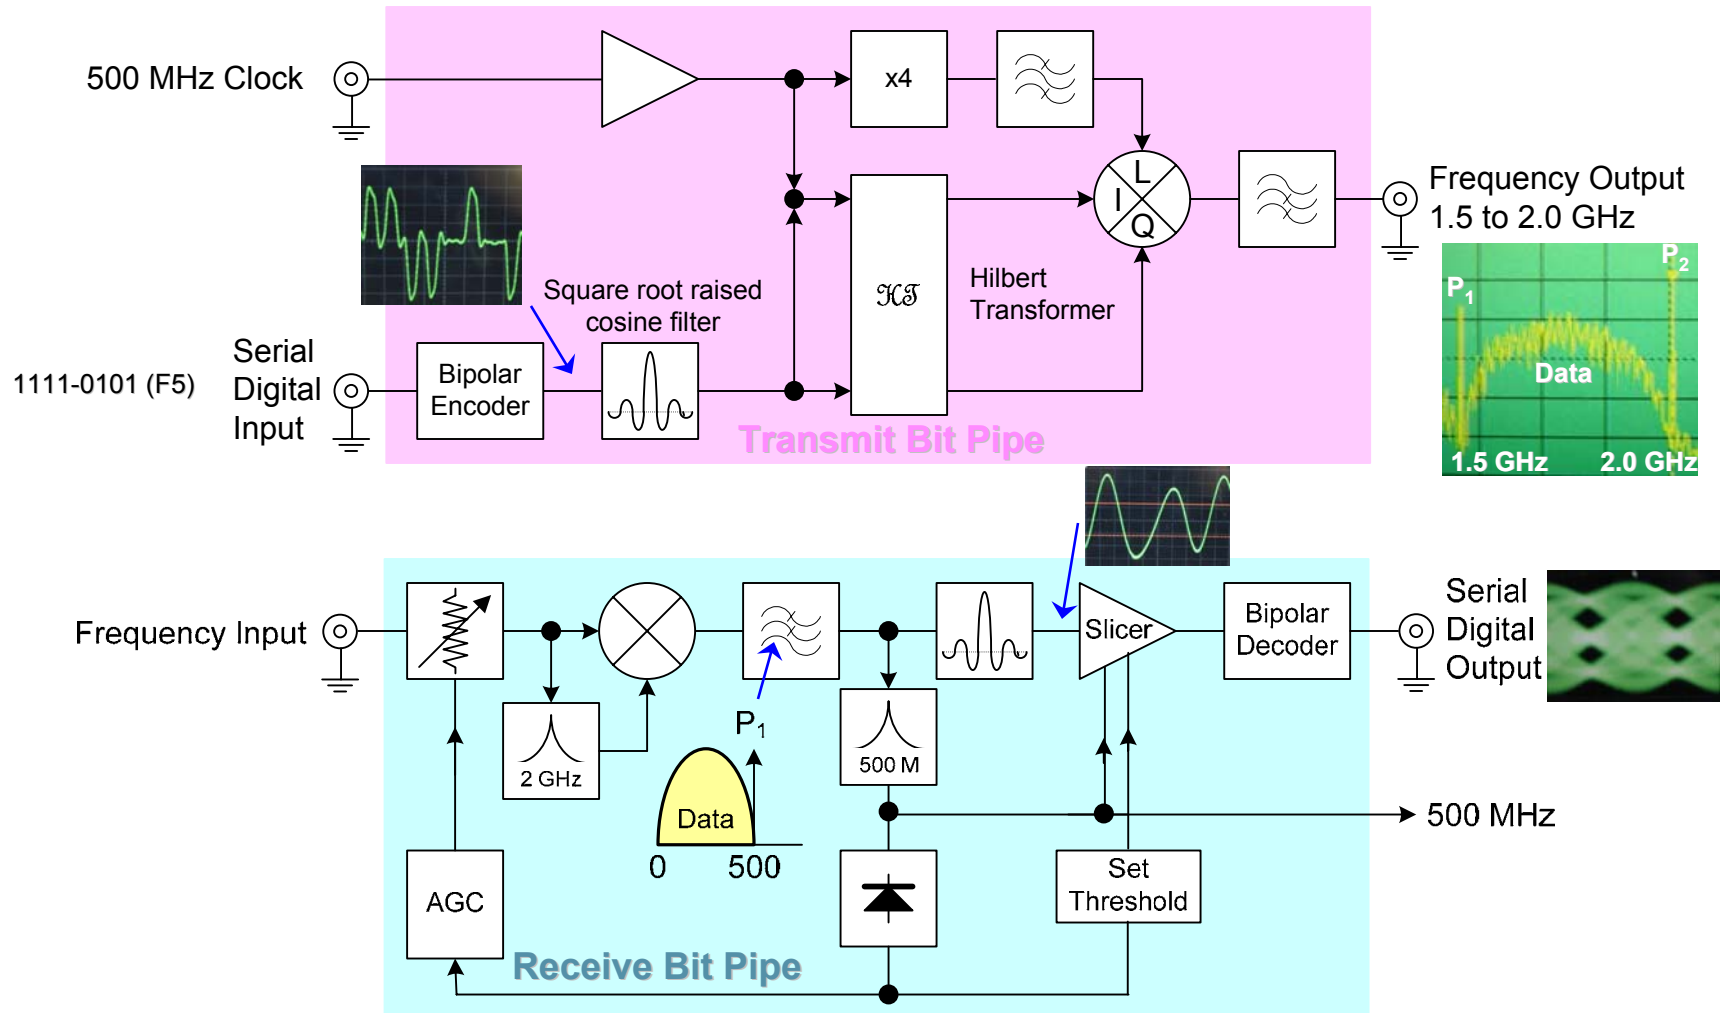 500 MHz Clock
x4
L
I
Q
Frequency Output
1.5 to 2.0 GHz
P2
P1
Data
1.5 GHz 2.0 GHz
Square root raised
cosine filter
ℋ𝒯
Hilbert
Transformer
Serial
Digital
Input
1111-0101 (F5)
Bipolar
Encoder
Transmit Bit Pipe
Frequency Input
2 GHz
P1
Data
0 500
500 M
Slicer
Bipolar
Decoder
Serial
Digital
Output
500 MHz
AGC
Set
Threshold
Receive Bit Pipe